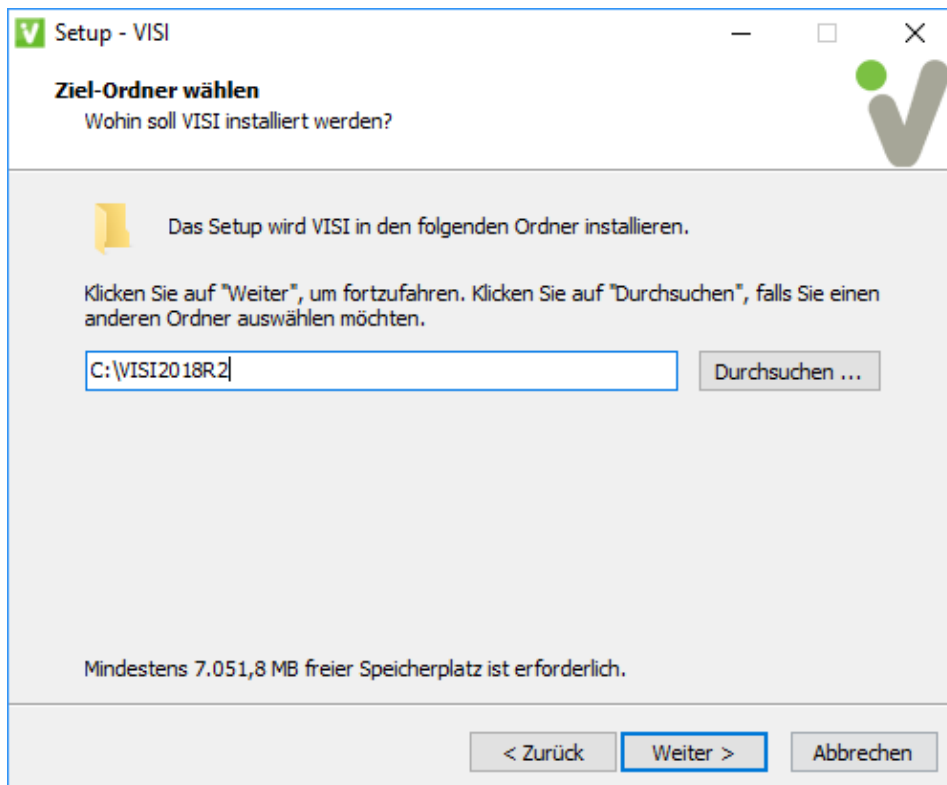 Setup - VISI
Ziel-Ordner wählen
Wohin soll VISI installiert werden?
Das Setup wird VISI in den folgenden Ordner installieren.
Klicken Sie auf "Weiter", um fortzufahren. Klicken Sie auf "Durchsuchen", falls Sie einen
anderen Ordner auswählen möchten.
C:\VISI2018R2
Durchsuchen ...
Mindestens 7.051,8 MB freier Speicherplatz ist erforderlich.
< Zurück
Weiter >
Abbrechen